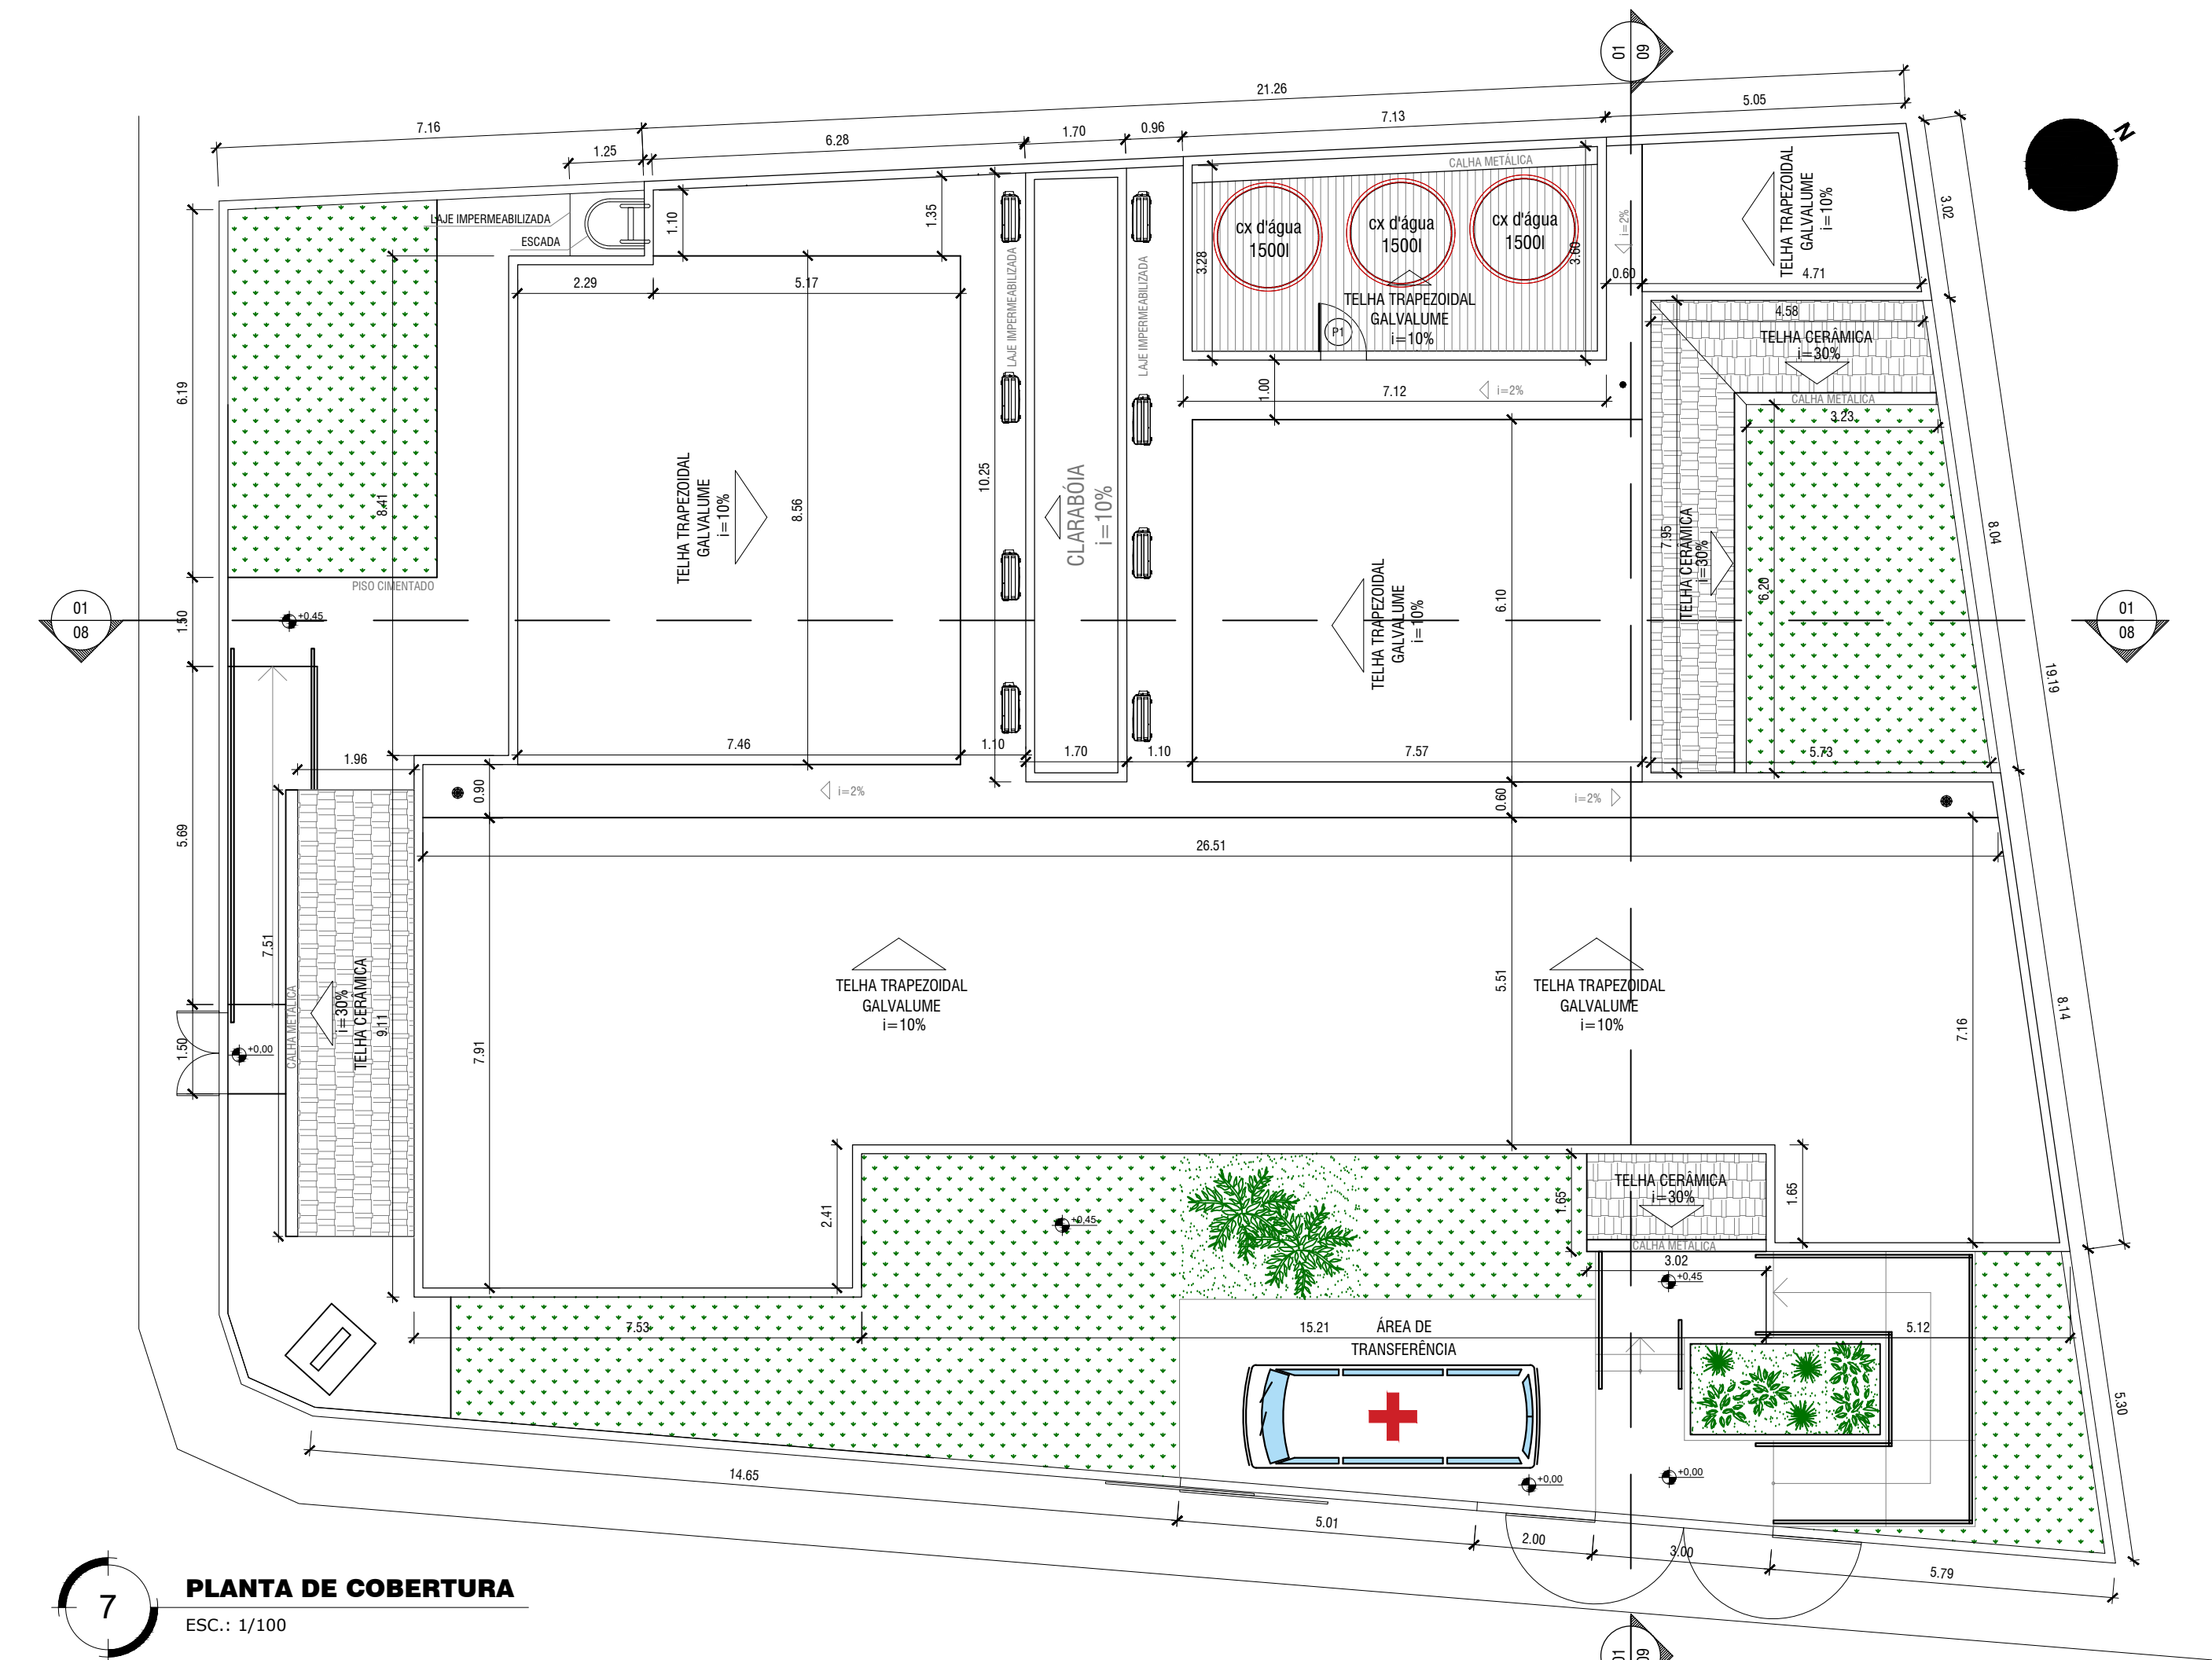 01
09
21.26
7.16
1.25
6.28
1.70
0.96
7.13
5.05
N
CALHA METÁLICA
LAJE IMPERMEABILIZADA
ESCADA
1.10
1.35
cx d'água
1500l
cx d'água
1500l
cx d'água
1500l
3.28
3.60
i=2%
TELHA TRAPEZOIDAL
GALVALUME
i=10%
3.02
2.29
5.17
LAJE IMPERMEABILIZADA
LAJE IMPERMEABILIZADA
TELHA TRAPEZOIDAL
GALVALUME
i=10%
P1
0.60
4.71
4.58
TELHA CERÂMICA
i=30%
CALHA METÁLICA
3.23
6.19
1.00
7.12
i=2%
8.41
TELHA TRAPEZOIDAL
GALVALUME
i=10%
8.56
10.25
CLARABÓIA
i=10%
7.95
TELHA CERÂMICA
i=30%
6.20
8.04
PISO CIMENTADO
+0,45
1.50
01
08
01
08
TELHA TRAPEZOIDAL
GALVALUME
i=10%
6.10
19.19
1.96
7.46
1.10
1.70
1.10
7.57
5.73
0.90
i=2%
0.60
i=2%
5.69
26.51
7.51
CALHA METÁLICA
i=30%
TELHA CERÂMICA
9.11
7.91
TELHA TRAPEZOIDAL
GALVALUME
i=10%
5.51
TELHA TRAPEZOIDAL
GALVALUME
i=10%
7.16
8.14
1.50
+0,00
2.41
+0,45
1.65
TELHA CERÂMICA
i=30%
CALHA METÁLICA
1.65
3.02
+0,45
7.53
15.21
ÁREA DE
TRANSFERÊNCIA
5.12
5.30
+0,00
+0,00
14.65
5.01
2.00
3.00
5.79
7
PLANTA DE COBERTURA
ESC.: 1/100
01
09